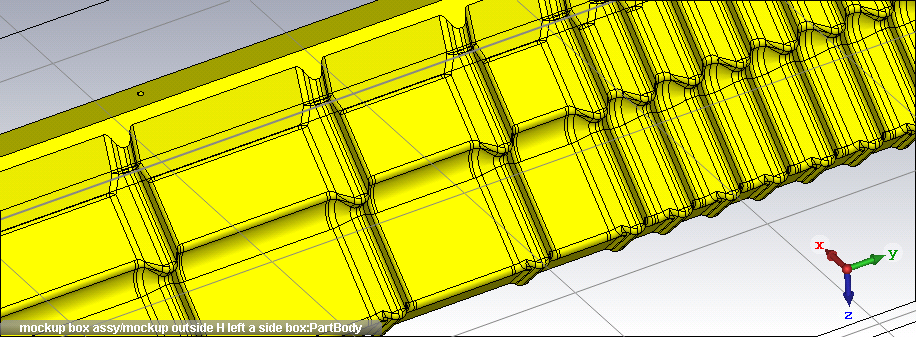 x
y
z
mockup box assy/mockup outside H left a side box:PartBody